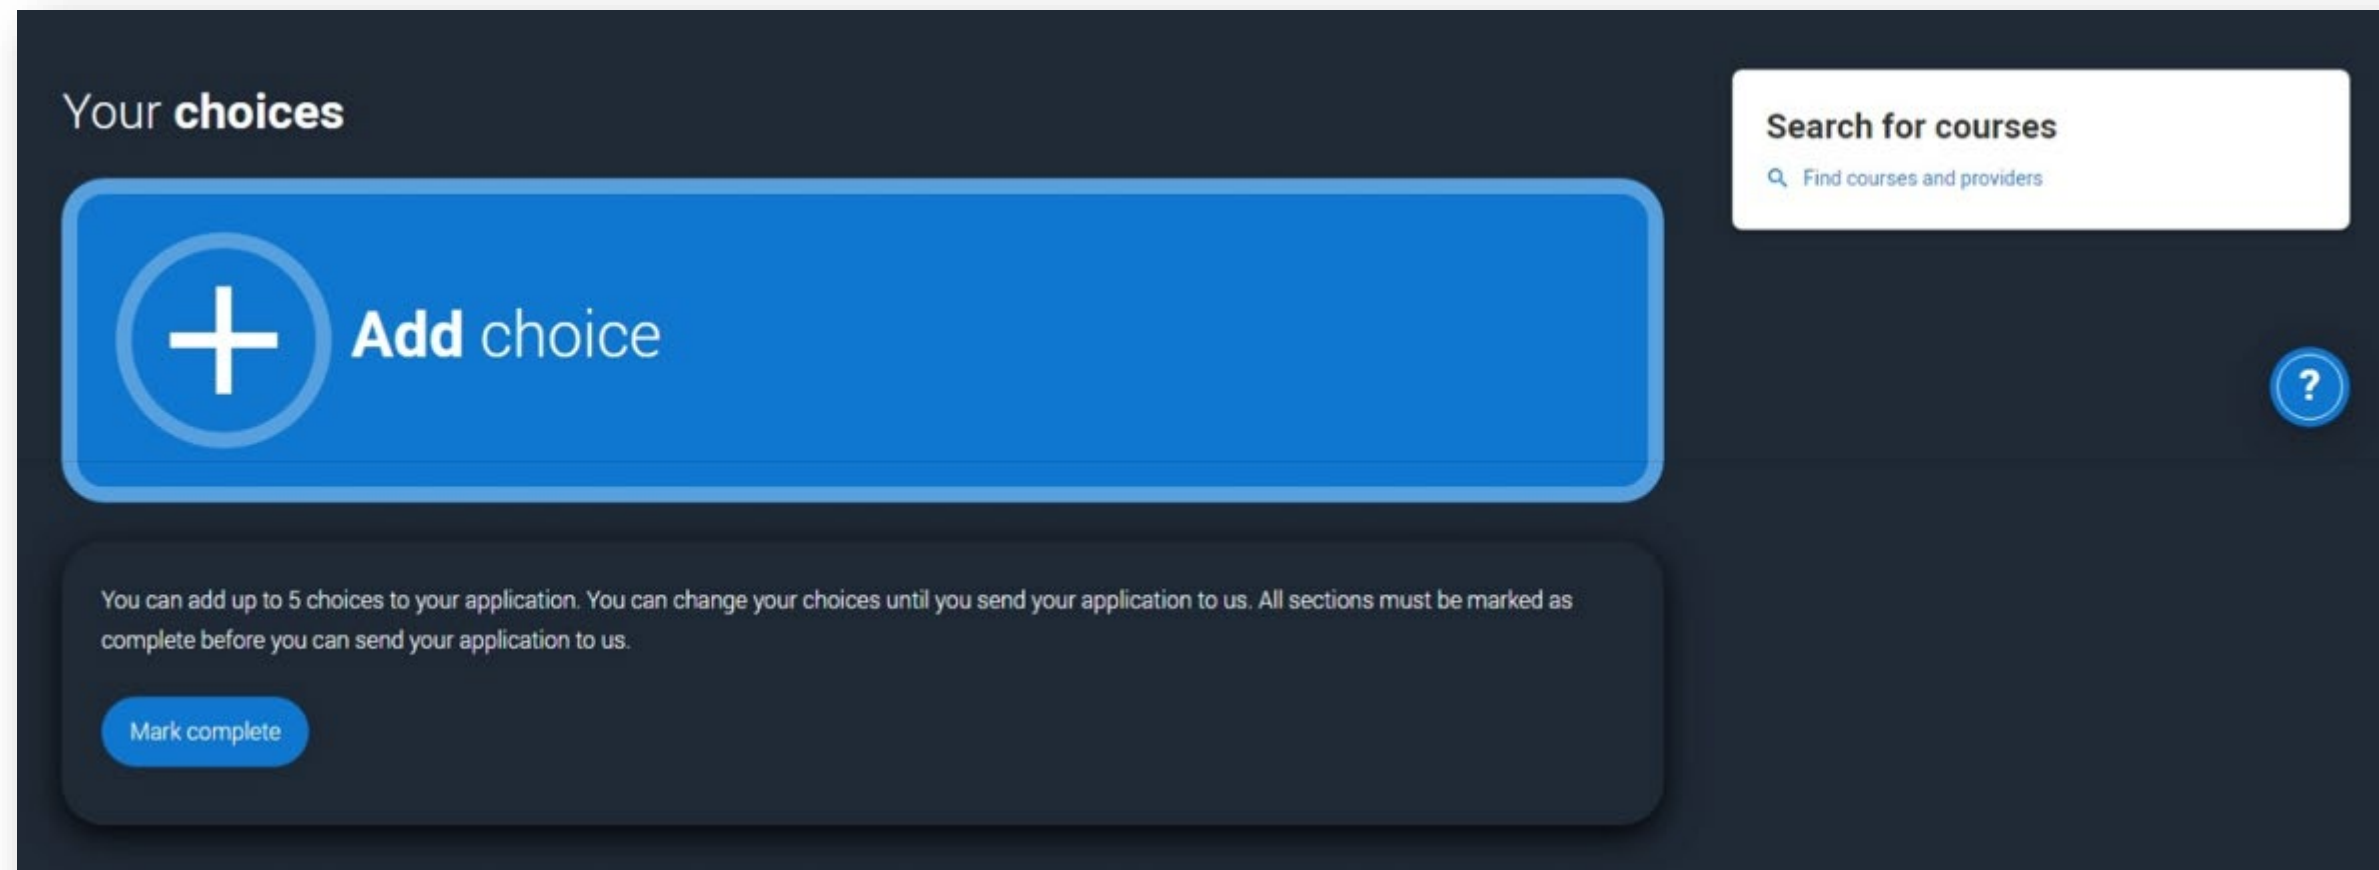 Your choices
Add choice
You can add up to 5 choices to your application. You can change your choices until you send your application to us. All sections must be marked as
complete before you can send your application to us.
Mark complete
Search for courses
Find courses and providers
?